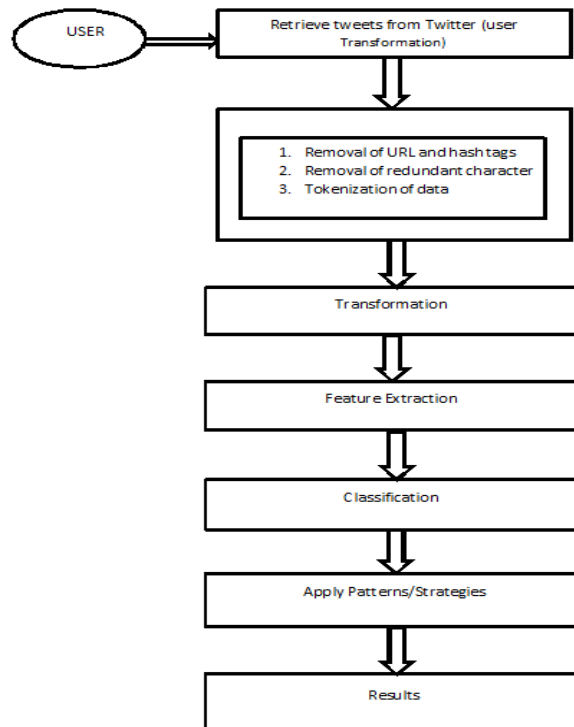 USER
Retrieve tweets from Twitter (user
Transformation)
1. Removal of URL and hash tags
2. Removal of redundant character
3. Tokenization of data
Transformation
Feature Extraction
Classification
Apply Patterns/Strategies
Results